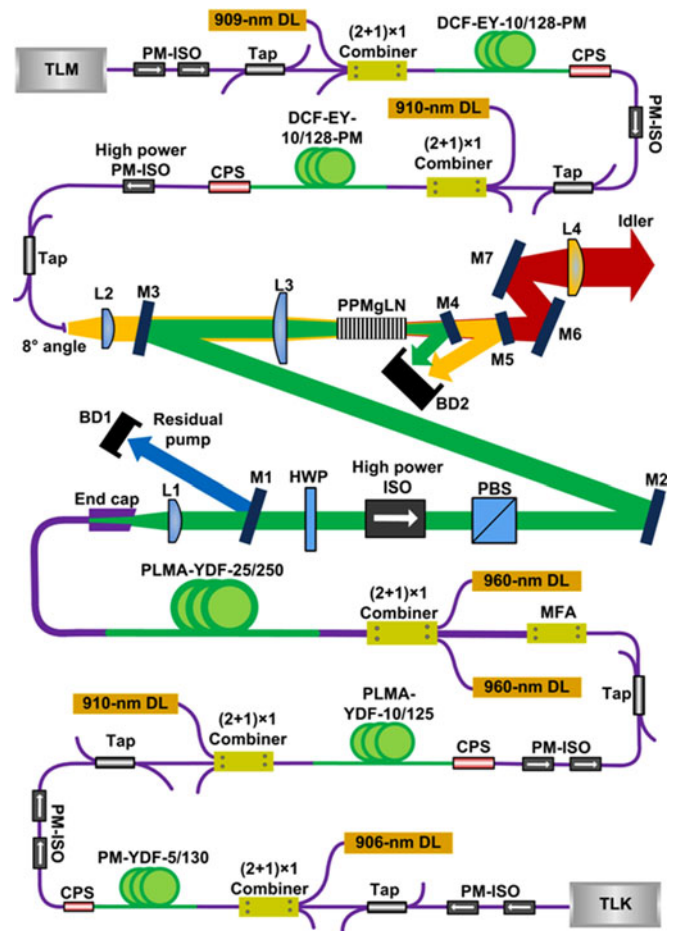 909-nm DL
(2+1)×1
Combiner
DCF-EY-10/128-PM
TLM
PM-ISO
Tap
CPS
PM-ISO
DCF-EY-
10/128-PM
910-nm DL
(2+1)×1
Combiner
High power
PM-ISO
CPS
Tap
Tap
8° angle
L2
M3
L3
PPMgLN
M4
M5
M6
M7
L4
Idler
BD2
BD1
Residual
pump
End cap
L1
M1
HWP
High power
ISO
PBS
M2
PLMA-YDF-25/250
(2+1)×1
Combiner
960-nm DL
MFA
960-nm DL
Tap
910-nm DL
Tap
(2+1)×1
Combiner
PLMA-
YDF-10/125
CPS
PM-ISO
PM-ISO
PM-YDF-5/130
CPS
(2+1)×1
Combiner
906-nm DL
Tap
PM-ISO
TLK